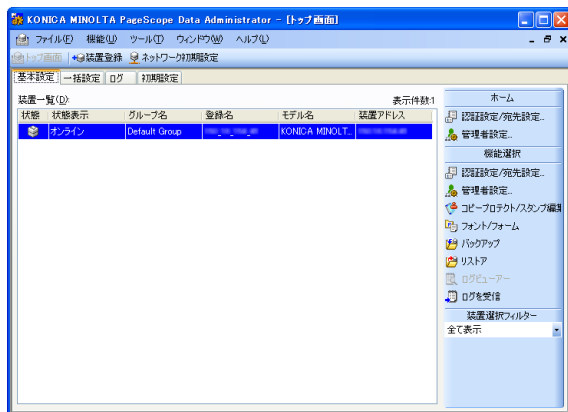 KONICA MINOLTA PageScope Data Administrator - [トップ画面]
ファイル(F) 機能(U) ツール(T) ウィンドウ(W) ヘルプ(L)
トップ画面 装置登録 ネットワーク初期設定
基本設定 一括設定 ログ 初期設定
装置一覧(D): 表示件数:1
状態 状態表示 グループ名 登録名 モデル名 装置アドレス
オンライン Default Group KONICA MINOLT...
ホーム
認証設定/宛先設定...
管理者設定...
機能選択
認証設定/宛先設定...
管理者設定...
コピープロテクト/スタンプ編集
フォント/フォーム
バックアップ
リストア
ログビューアー
ログを受信
装置選択フィルター
全て表示